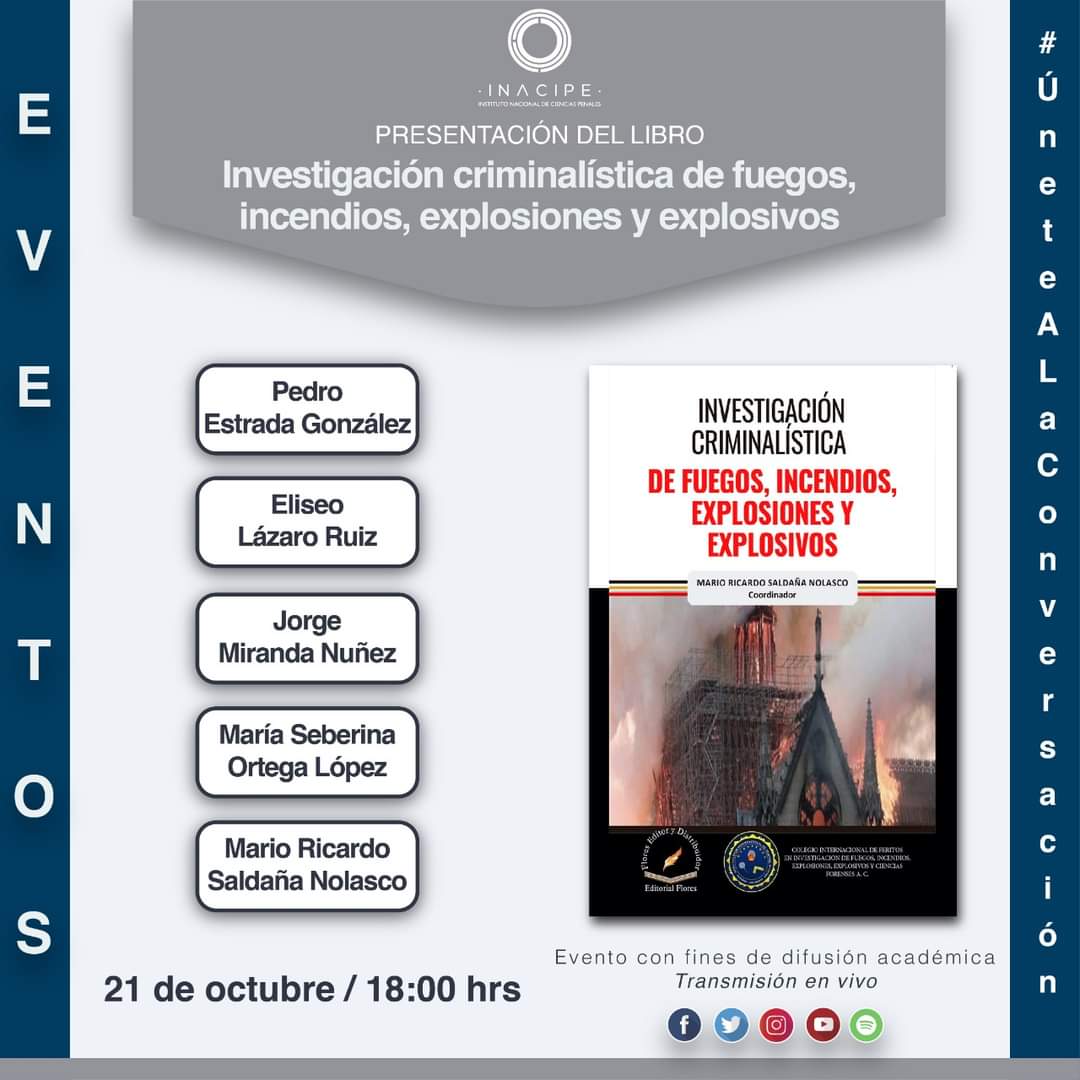 EVENTOS
·INACIPE·
INSTITUTO NACIONAL DE CIENCAS PENALES
PRESENTACIÓN DEL LIBRO
Investigación criminalística de fuegos,
incendios, explosiones y explosivos
Pedro
Estrada González
Eliseo
Lázaro Ruiz
Jorge
Miranda Nuñez
María Seberina
Ortega López
Mario Ricardo
Saldaña Nolasco
21 de octubre / 18:00 hrs
INVESTIGACIÓN
CRIMINALÍSTICA
DE FUEGOS, INCENDIOS,
EXPLOSIONES Y
EXPLOSIVOS
MARIO RICARDO SALDAÑA NOLASCO
Coordinador
Flores Editor y Distribuidor
Editorial Flores
COLEGIO INTERNACIONAL DE PERITOS
EN INVESTIGACIÓN DE FUEGOS, INCENDIOS,
EXPLOSIONES, EXPLOSIVOS Y CIENCIAS
FORENSES A. C.
Evento con fines de difusión académica
Transmisión en vivo
#ÚneteALaConversación